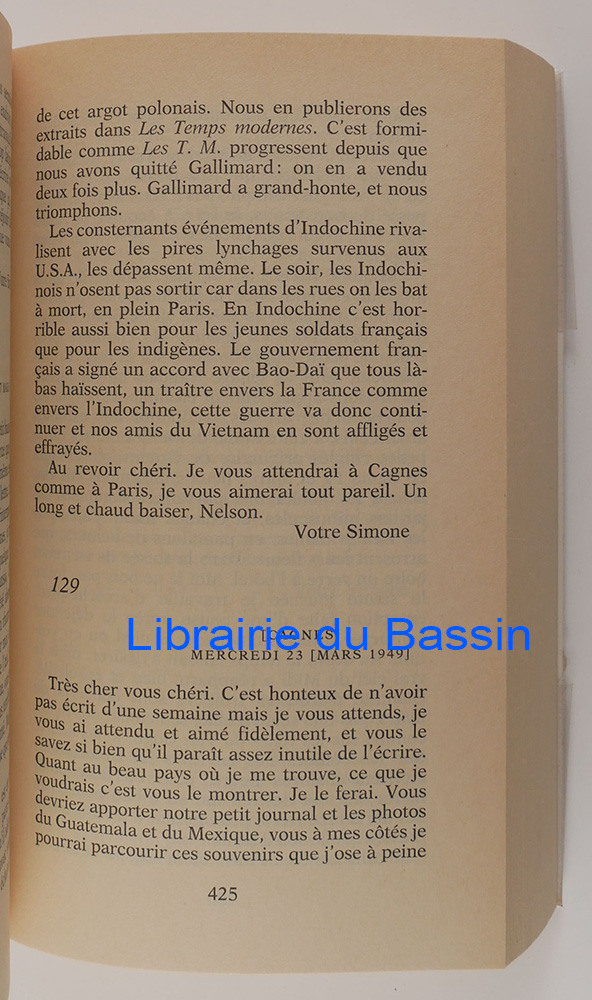 de cet argot polonais. Nous en publierons des
extraits dans Les Temps modernes. C'est formi-
dable comme Les T. M. progressent depuis que
nous avons quitté Gallimard : on en a vendu
deux fois plus. Gallimard a grand-honte, et nous
triomphons.
Les consternants événements d'Indochine riva-
lisent avec les pires lynchages survenus aux
U.S.A., les dépassent même. Le soir, les Indochi-
nois n'osent pas sortir car dans les rues on les bat
à mort, en plein Paris. En Indochine c'est hor-
rible aussi bien pour les jeunes soldats français
que pour les indigènes. Le gouvernement fran-
çais a signé un accord avec Bao-Daï que tous là-
bas haïssent, un traître envers la France comme
envers l'Indochine, cette guerre va donc conti-
nuer et nos amis du Vietnam en sont affligés et
effrayés.
Au revoir chéri. Je vous attendrai à Cagnes
comme à Paris, je vous aimerai tout pareil. Un
long et chaud baiser, Nelson.
Votre Simone
129
Librairie du Bassin
[CAGNES]
MERCREDI 23 [MARS 1949]
Très cher vous chéri. C'est honteux de n'avoir
pas écrit d'une semaine mais je vous attends, je
vous ai attendu et aimé fidèlement, et vous le
savez si bien qu'il paraît assez inutile de l'écrire.
Quant au beau pays où je me trouve, ce que je
voudrais c'est vous le montrer. Je le ferai. Vous
devriez apporter notre petit journal et les photos
du Guatemala et du Mexique, vous à mes côtés je
pourrai parcourir ces souvenirs que j'ose à peine
425